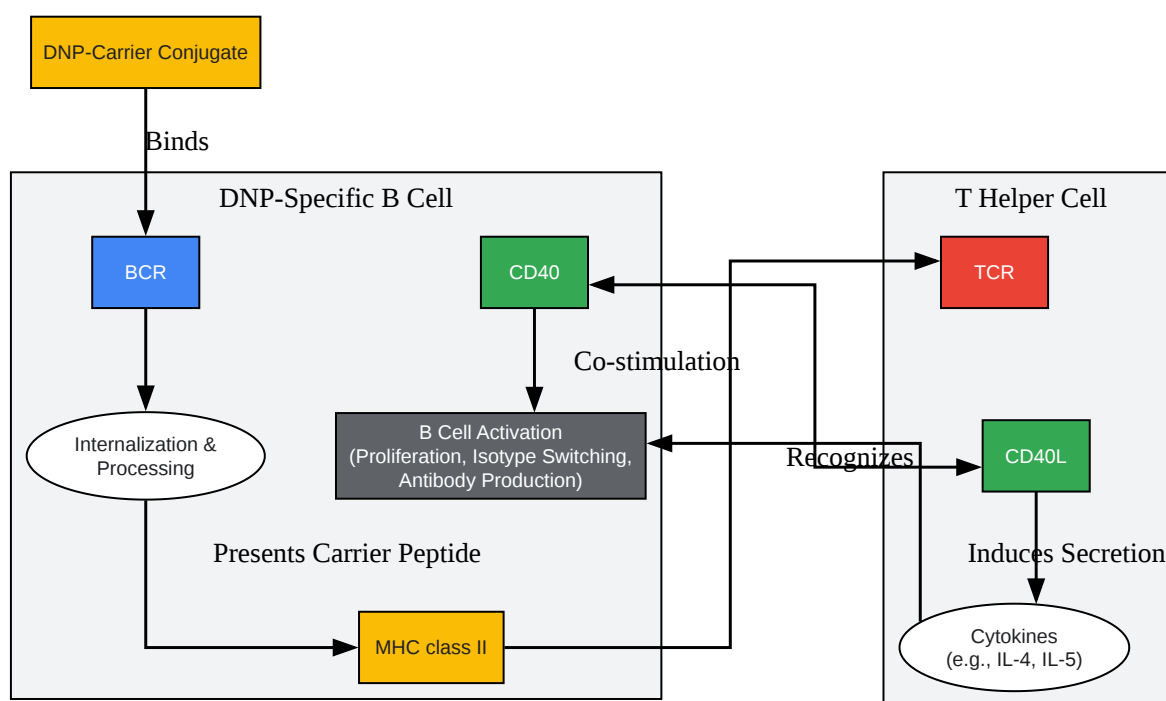 DNP-Carrier Conjugate
Binds
DNP-Specific B Cell
T Helper Cell
BCR
CD40
TCR
Co-stimulation
B Cell Activation
(Proliferation, Isotype Switching,
Antibody Production)
Internalization &
Processing
Recognizes
CD40L
Presents Carrier Peptide
Induces Secretion
MHC class II
Cytokines
(e.g., IL-4, IL-5)